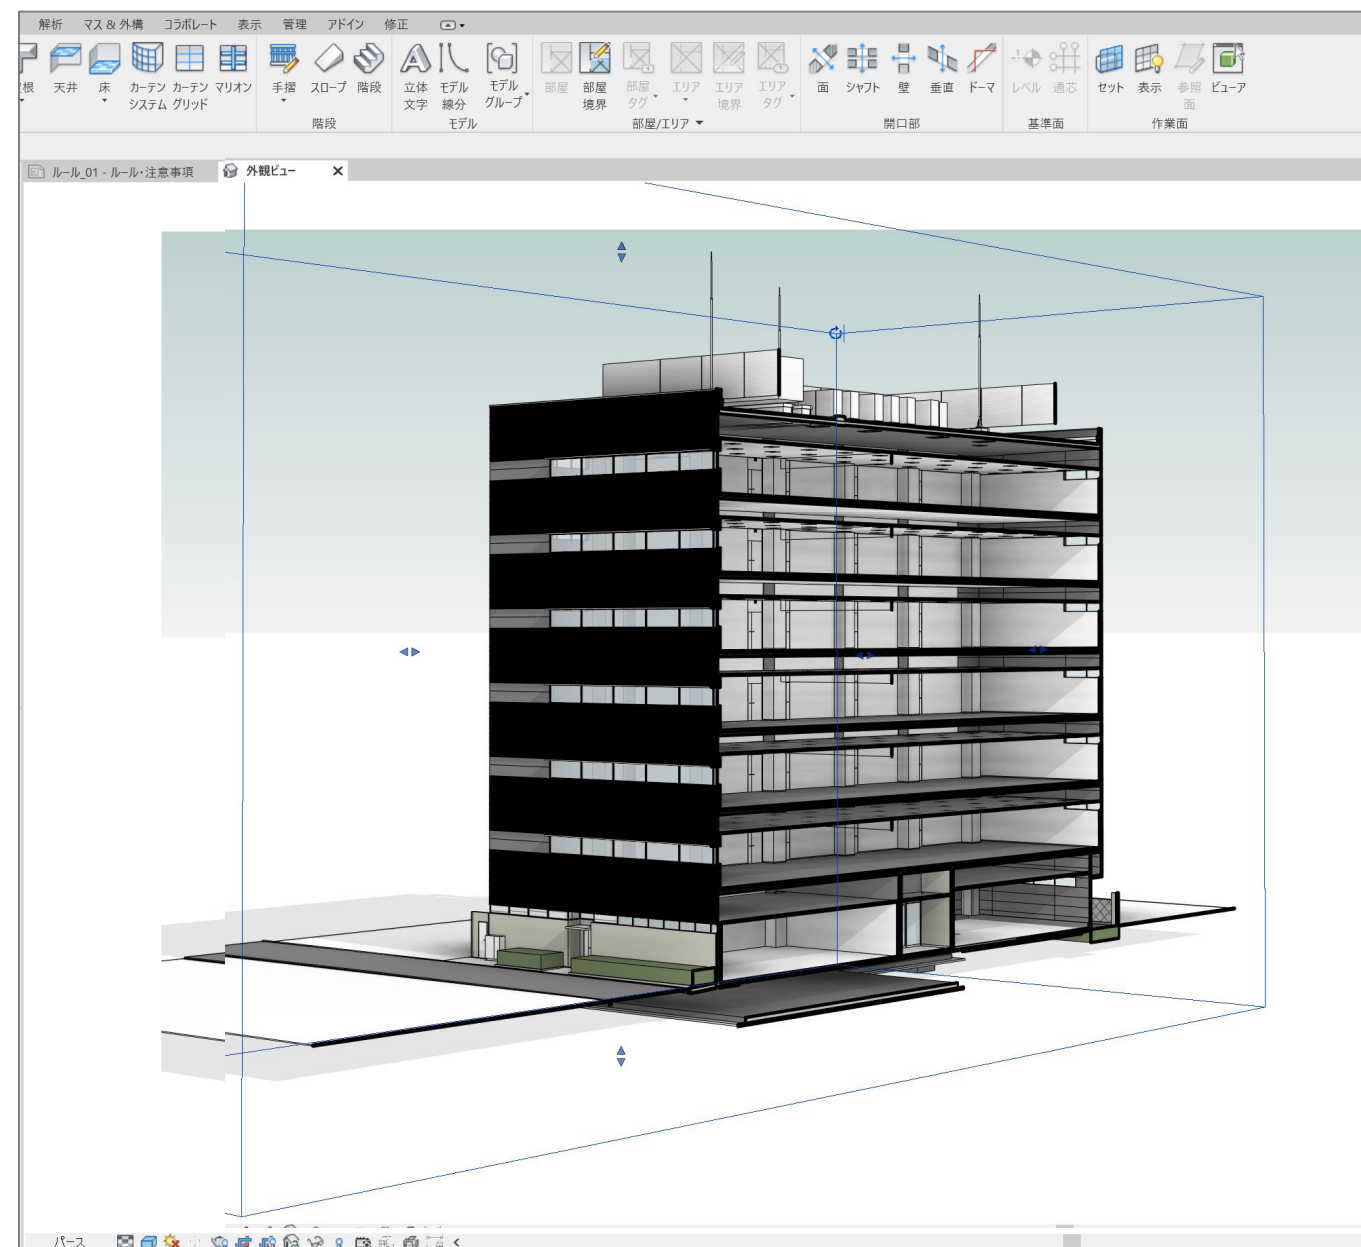 解析 マス & 外構 コラボレート 表示 管理 アドイン 修正
根 天井 床 カーテン システム カーテン グリッド マリオン 手摺 スロープ 階段 立体 文字 モデル 線分 モデル グループ 部屋 部屋 境界 部屋 タグ エリア エリア 境界 エリア タグ 面 シャフト 壁 垂直 ドーマ レベル 通芯 セット 表示 参照 面 ビューア
階段 モデル 部屋/エリア 開口部 基準面 作業面
ルール_01 - ルール・注意事項 外観ビュー
パース